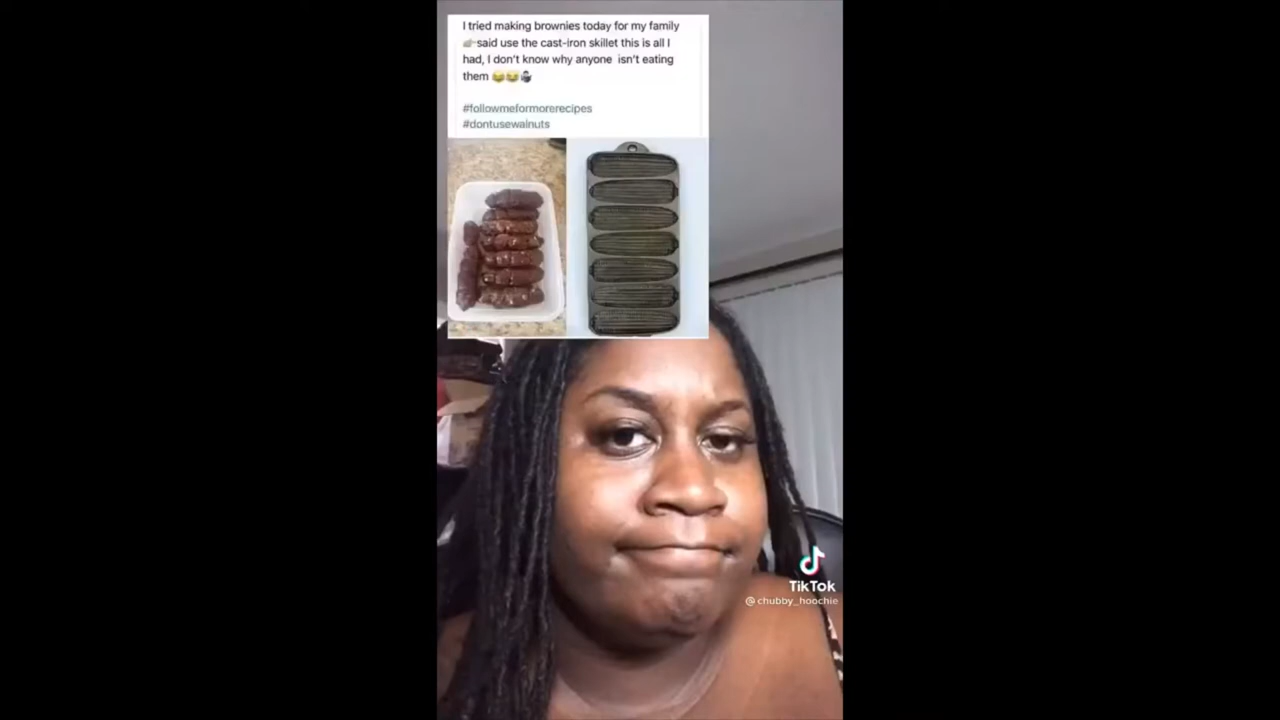 I tried making brownies today for my family
👉said use the cast-iron skillet this is all I
had, I don't know why anyone isn't eating
them 😂😂🤷🏿‍♀️
#followmeformorerecipes
#dontusewalnuts
TikTok
@chubby_hoochie